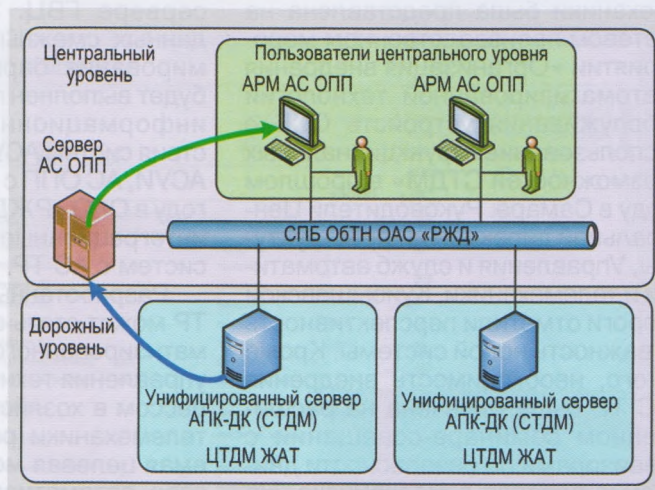 Центральный
уровень
Пользователи центрального уровня
АРМ АС ОПП
АРМ АС ОПП
Сервер
АС ОПП
СПБ ОбТН ОАО «РЖД»
Дорожный
уровень
Унифицированный сервер
АПК-ДК (СТДМ)
ЦТДМ ЖАТ
Унифицированный сервер
АПК-ДК (СТДМ)
ЦТДМ ЖАТ